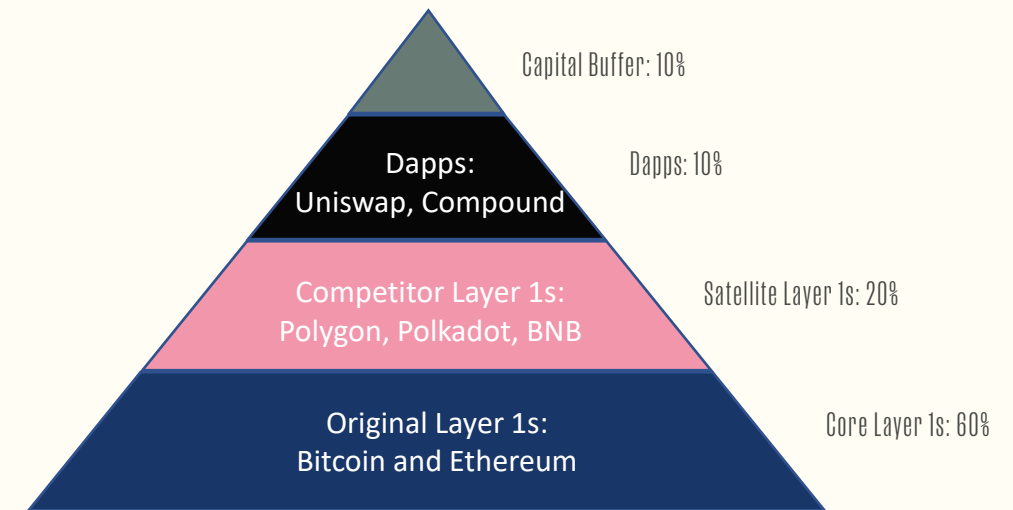 Capital Buffer: 10%
Dapps:
Uniswap, Compound
Dapps: 10%
Competitor Layer 1s:
Polygon, Polkadot, BNB
Satellite Layer 1s: 20%
Original Layer 1s:
Bitcoin and Ethereum
Core Layer 1s: 60%